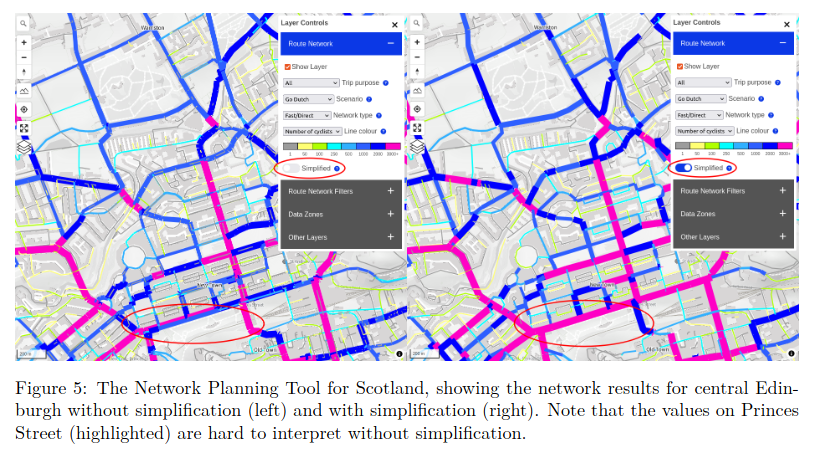 Warriston
Layer Controls
Route Network
Show Layer
All Trip purpose
Go Dutch Scenario
Fast/Direct Network type
Number of cyclists Line colour
1 50 100 250 500 1000 2000 3000+
Simplified
Route Network Filters
Data Zones
Other Layers
New Town
Old Town
200 m
Warriston
Layer Controls
Route Network
Show Layer
All Trip purpose
Go Dutch Scenario
Fast/Direct Network type
Number of cyclists Line colour
1 50 100 250 500 1000 2000 3000+
Simplified
Route Network Filters
Data Zones
Other Layers
New Town
Old Town
200 m
Figure 5: The Network Planning Tool for Scotland, showing the network results for central Edin-
burgh without simplification (left) and with simplification (right). Note that the values on Princes
Street (highlighted) are hard to interpret without simplification.